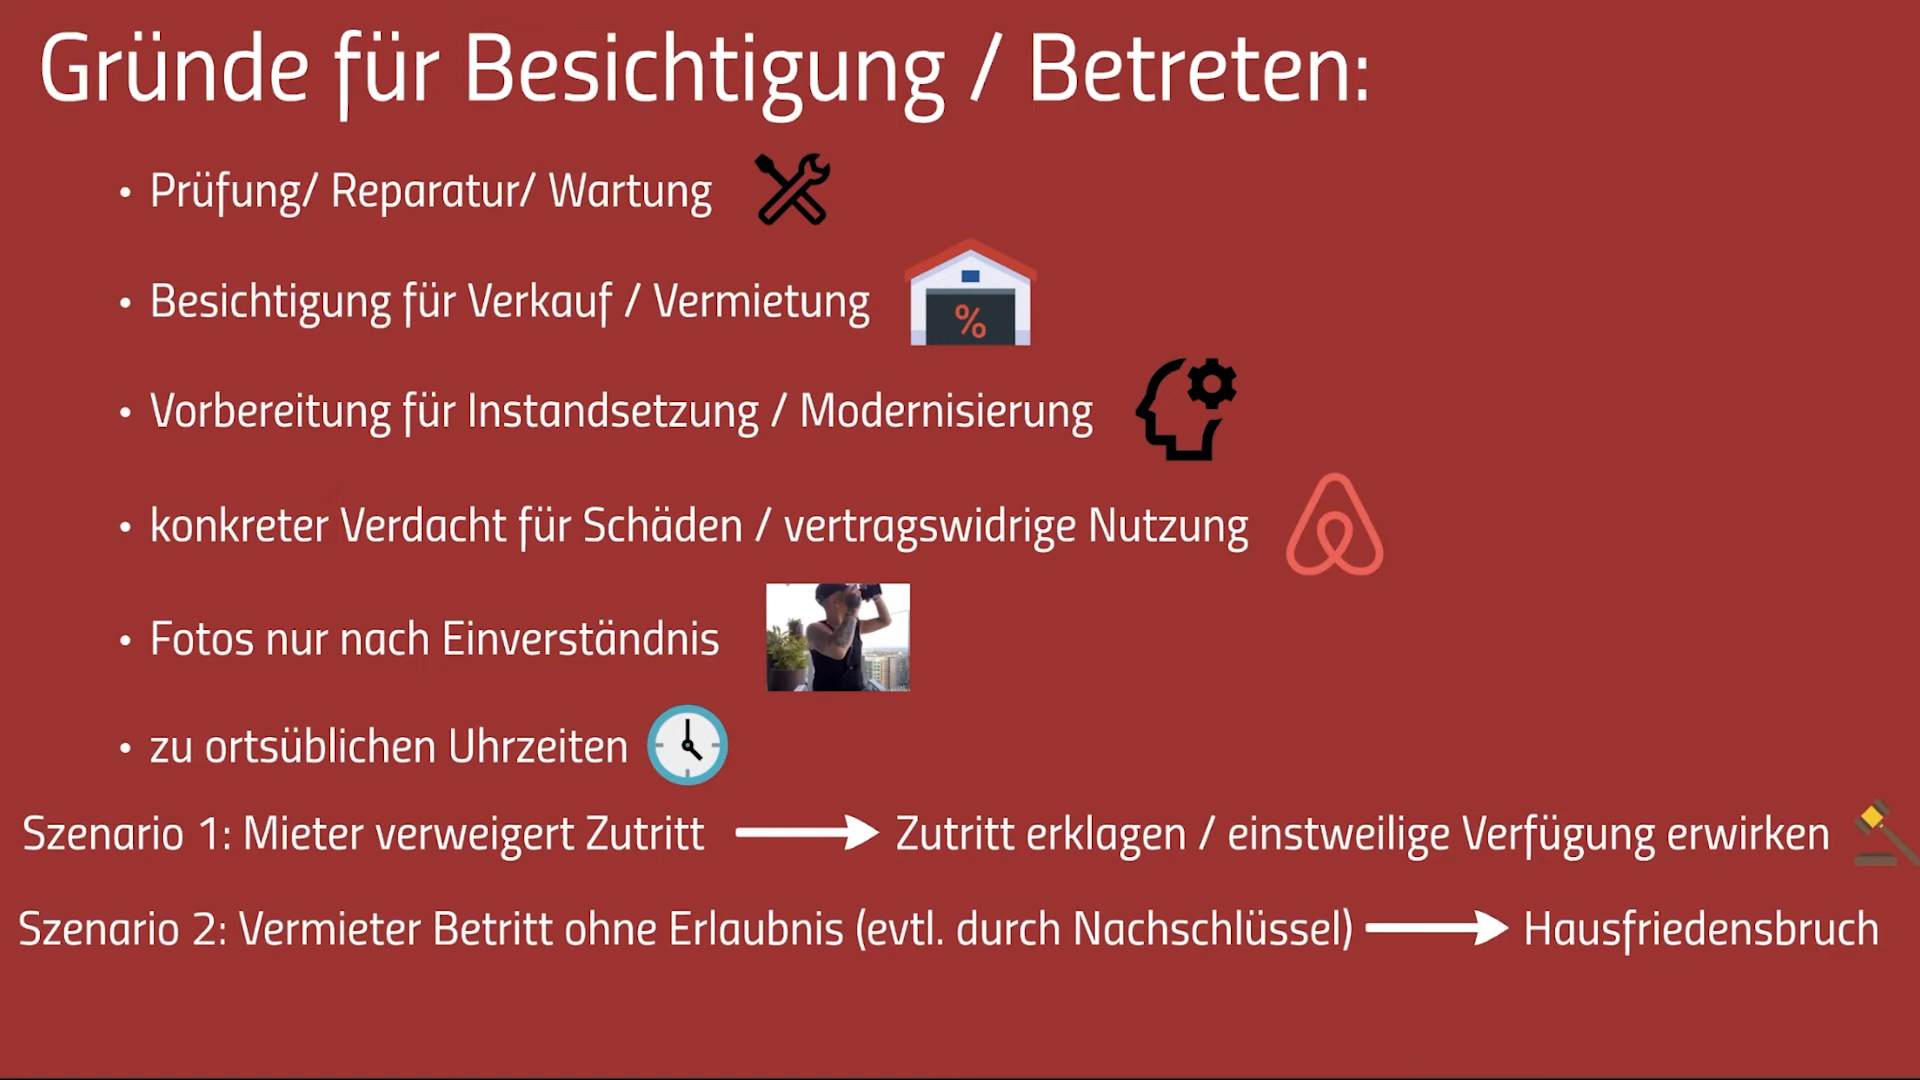 Gründe für Besichtigung / Betreten:
• Prüfung/ Reparatur/ Wartung
• Besichtigung für Verkauf / Vermietung
%
• Vorbereitung für Instandsetzung / Modernisierung
• konkreter Verdacht für Schäden / vertragswidrige Nutzung
• Fotos nur nach Einverständnis
• zu ortsüblichen Uhrzeiten
Szenario 1: Mieter verweigert Zutritt → Zutritt erklagen / einstweilige Verfügung erwirken
Szenario 2: Vermieter Betritt ohne Erlaubnis (evtl. durch Nachschlüssel) → Hausfriedensbruch